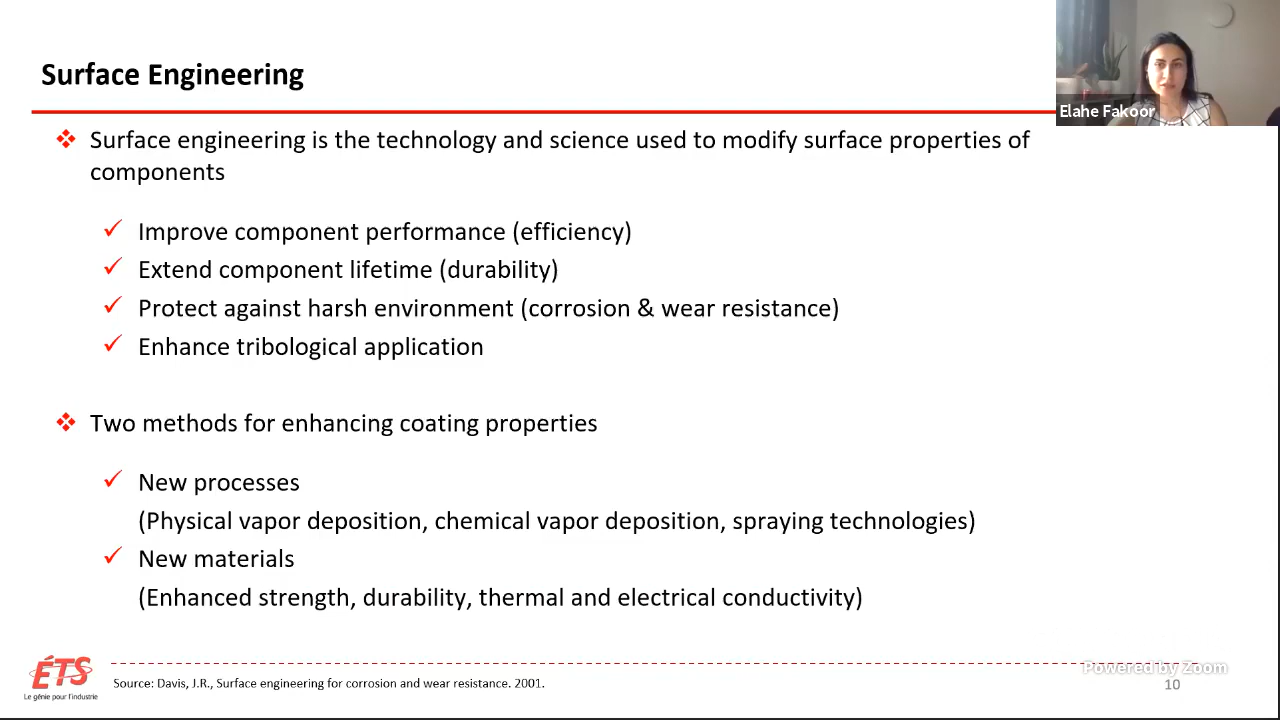 Surface Engineering
Elahe Fakoor
❖ Surface engineering is the technology and science used to modify surface properties of
components
✓ Improve component performance (efficiency)
✓ Extend component lifetime (durability)
✓ Protect against harsh environment (corrosion & wear resistance)
✓ Enhance tribological application
❖ Two methods for enhancing coating properties
✓ New processes
(Physical vapor deposition, chemical vapor deposition, spraying technologies)
✓ New materials
(Enhanced strength, durability, thermal and electrical conductivity)
ÉTS
Le génie pour l'industrie
Source: Davis, J.R., Surface engineering for corrosion and wear resistance. 2001.
Powered by Zoom
10